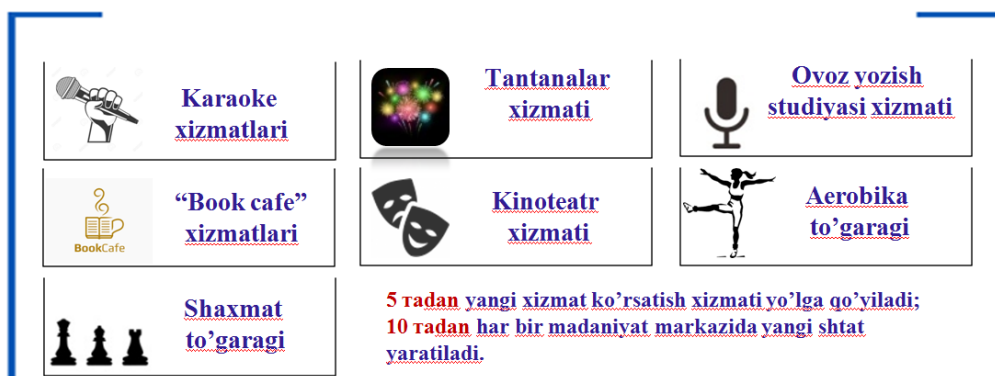 Karaoke
xizmatlari
Tantanalar
xizmati
Ovoz yozish
studiyasi xizmati
BookCafe
“Book cafe”
xizmatlari
Kinoteatr
xizmati
Aerobika
to’garagi
Shaxmat
to’garagi
5 тadan yangi xizmat ko’rsatish xizmati yo’lga qo’yiladi;
10 тadan har bir madaniyat markazida yangi shtat
yaratiladi.